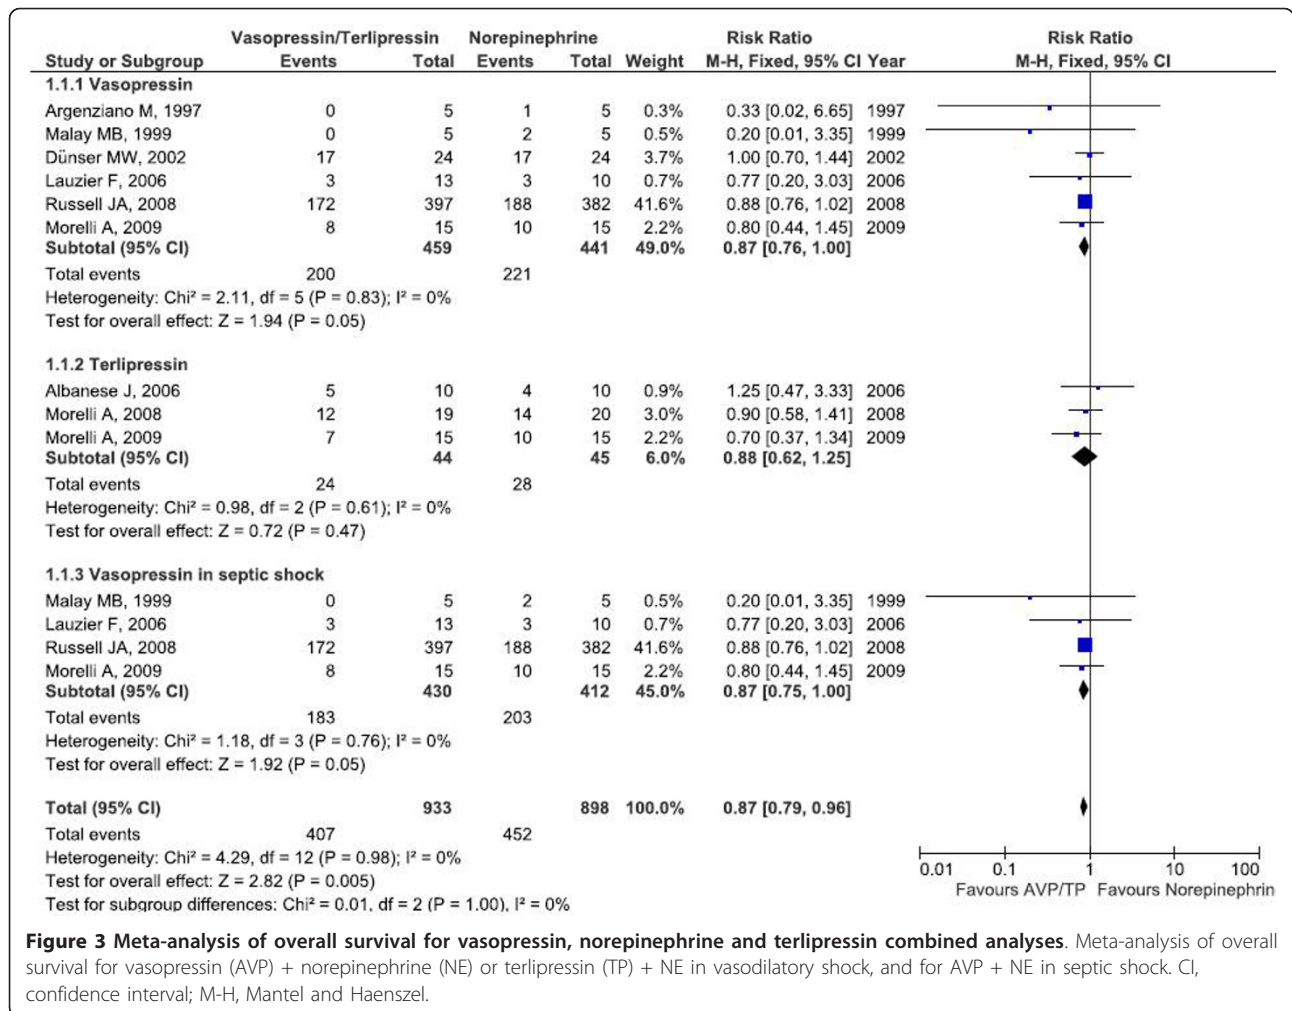 Vasopressin/Terlipressin Norepinephrine Risk Ratio Risk Ratio
Study or Subgroup Events Total Events Total Weight M-H, Fixed, 95% CI Year M-H, Fixed, 95% CI
1.1.1 Vasopressin
Argenziano M, 1997 0 5 1 5 0.3% 0.33 [0.02, 6.65] 1997
Malay MB, 1999 0 5 2 5 0.5% 0.20 [0.01, 3.35] 1999
Dünser MW, 2002 17 24 17 24 3.7% 1.00 [0.70, 1.44] 2002
Lauzier F, 2006 3 13 3 10 0.7% 0.77 [0.20, 3.03] 2006
Russell JA, 2008 172 397 188 382 41.6% 0.88 [0.76, 1.02] 2008
Morelli A, 2009 8 15 10 15 2.2% 0.80 [0.44, 1.45] 2009
Subtotal (95% CI) 459 441 49.0% 0.87 [0.76, 1.00]
Total events 200 221
Heterogeneity: Chi² = 2.11, df = 5 (P = 0.83); I² = 0%
Test for overall effect: Z = 1.94 (P = 0.05)
1.1.2 Terlipressin
Albanese J, 2006 5 10 4 10 0.9% 1.25 [0.47, 3.33] 2006
Morelli A, 2008 12 19 14 20 3.0% 0.90 [0.58, 1.41] 2008
Morelli A, 2009 7 15 10 15 2.2% 0.70 [0.37, 1.34] 2009
Subtotal (95% CI) 44 45 6.0% 0.88 [0.62, 1.25]
Total events 24 28
Heterogeneity: Chi² = 0.98, df = 2 (P = 0.61); I² = 0%
Test for overall effect: Z = 0.72 (P = 0.47)
1.1.3 Vasopressin in septic shock
Malay MB, 1999 0 5 2 5 0.5% 0.20 [0.01, 3.35] 1999
Lauzier F, 2006 3 13 3 10 0.7% 0.77 [0.20, 3.03] 2006
Russell JA, 2008 172 397 188 382 41.6% 0.88 [0.76, 1.02] 2008
Morelli A, 2009 8 15 10 15 2.2% 0.80 [0.44, 1.45] 2009
Subtotal (95% CI) 430 412 45.0% 0.87 [0.75, 1.00]
Total events 183 203
Heterogeneity: Chi² = 1.18, df = 3 (P = 0.76); I² = 0%
Test for overall effect: Z = 1.92 (P = 0.05)
Total (95% CI) 933 898 100.0% 0.87 [0.79, 0.96]
Total events 407 452
Heterogeneity: Chi² = 4.29, df = 12 (P = 0.98); I² = 0%
Test for overall effect: Z = 2.82 (P = 0.005)
Test for subgroup differences: Chi² = 0.01, df = 2 (P = 1.00), I² = 0%
0.01 0.1 1 10 100
Favours AVP/TP Favours Norepinephrin
Figure 3 Meta-analysis of overall survival for vasopressin, norepinephrine and terlipressin combined analyses. Meta-analysis of overall
survival for vasopressin (AVP) + norepinephrine (NE) or terlipressin (TP) + NE in vasodilatory shock, and for AVP + NE in septic shock. CI,
confidence interval; M-H, Mantel and Haenszel.